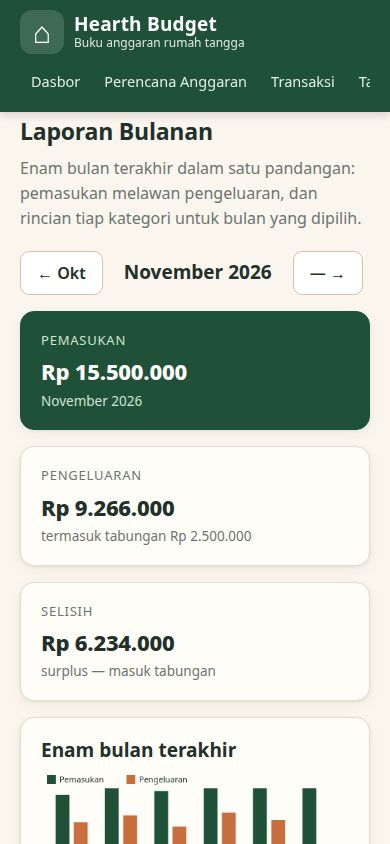 Hearth Budget
Buku anggaran rumah tangga
Dasbor Perencana Anggaran Transaksi
Laporan Bulanan
Enam bulan terakhir dalam satu pandangan:
pemasukan melawan pengeluaran, dan
rincian tiap kategori untuk bulan yang dipilih.
← Okt November 2026 — →
PEMASUKAN
Rp 15.500.000
November 2026
PENGELUARAN
Rp 9.266.000
termasuk tabungan Rp 2.500.000
SELISIH
Rp 6.234.000
surplus — masuk tabungan
Enam bulan terakhir
Pemasukan Pengeluaran